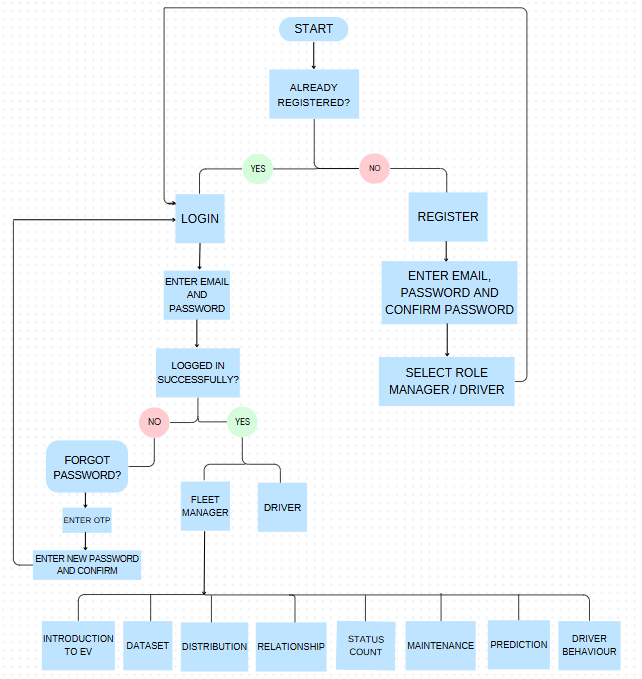 START
ALREADY
REGISTERED?
YES
NO
LOGIN
REGISTER
ENTER EMAIL
AND
PASSWORD
ENTER EMAIL,
PASSWORD AND
CONFIRM PASSWORD
LOGGED IN
SUCCESSFULLY?
SELECT ROLE
MANAGER / DRIVER
NO
YES
FORGOT
PASSWORD?
FLEET
MANAGER
DRIVER
ENTER OTP
ENTER NEW PASSWORD
AND CONFIRM
INTRODUCTION
TO EV
DATASET
DISTRIBUTION
RELATIONSHIP
STATUS
COUNT
MAINTENANCE
PREDICTION
DRIVER
BEHAVIOUR